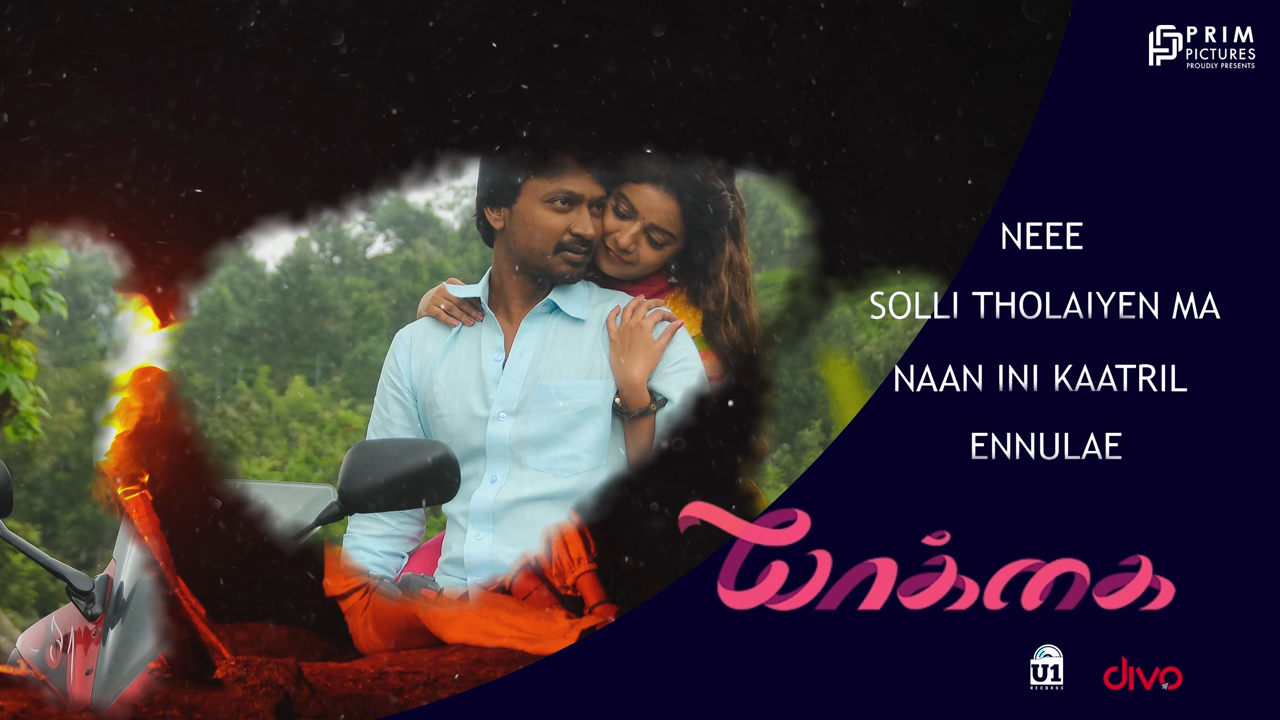 PRIM
PICTURES
PROUDLY PRESENTS
NEEE
SOLLI THOLAIYEN MA
NAAN INI KAATRIL
ENNULAE
யாக்கை
U1
RECORDS
divo